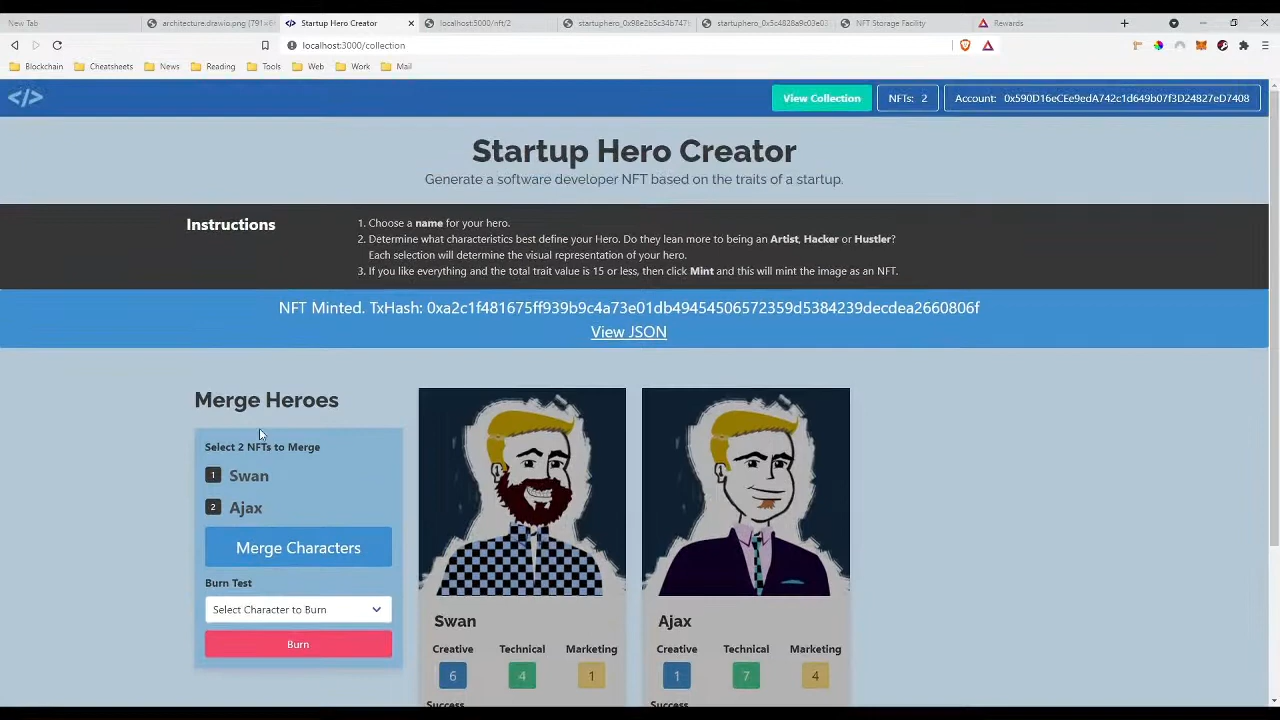 New Tab
architecture.drawio.png (791×6
Startup Hero Creator
localhost:5000/nft/2
NFT Storage Facility
Rewards
localhost:3000/collection
Blockchain
Cheatsheets
News
Reading
Tools
Web
Work
Mail
</>
View Collection
NFTs: 2
Account: 0x590D16eCEe9edA742c1d649b07f3D24827eD7408
Startup Hero Creator
Generate a software developer NFT based on the traits of a startup.
Instructions
1. Choose a name for your hero.
2. Determine what characteristics best define your Hero. Do they lean more to being an Artist, Hacker or Hustler?
Each selection will determine the visual representation of your hero.
3. If you like everything and the total trait value is 15 or less, then click Mint and this will mint the image as an NFT.
NFT Minted. TxHash: 0xa2c1f481675ff939b9c4a73e01db49454506572359d5384239decdea2660806f
View JSON
Merge Heroes
Select 2 NFTs to Merge
1 Swan
2 Ajax
Merge Characters
Burn Test
Select Character to Burn
Burn
Swan
Creative Technical Marketing
6 4 1
Success
Ajax
Creative Technical Marketing
1 7 4
Success